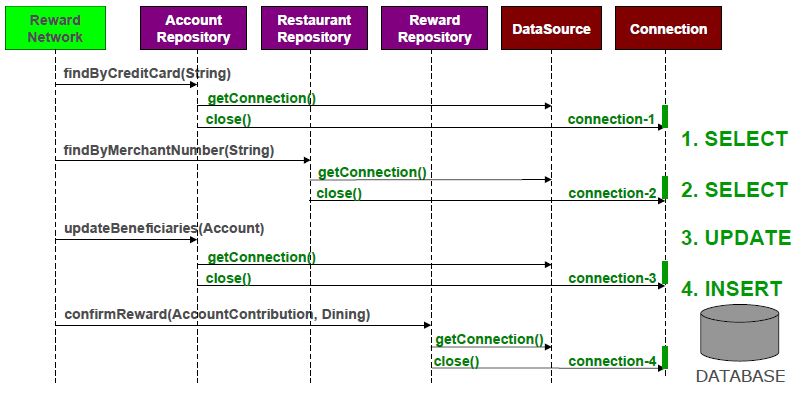 Reward
Network
Account
Repository
Restaurant
Repository
Reward
Repository
DataSource
Connection
findByCreditCard(String)
getConnection()
close()
connection-1
1. SELECT
findByMerchantNumber(String)
getConnection()
close()
connection-2
2. SELECT
updateBeneficiaries(Account)
3. UPDATE
getConnection()
close()
connection-3
4. INSERT
confirmReward(AccountContribution, Dining)
getConnection()
close()
connection-4
DATABASE